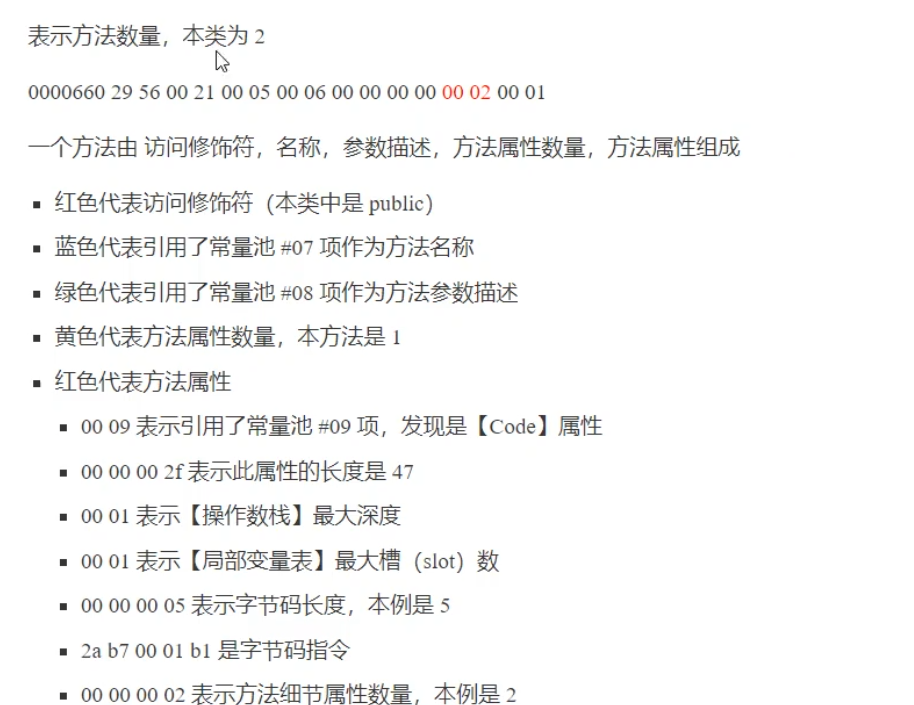 表示方法数量，本类为 2
0000660 29 56 00 21 00 05 00 06 00 00 00 00 00 02 00 01
一个方法由 访问修饰符，名称，参数描述，方法属性数量，方法属性组成
红色代表访问修饰符（本类中是 public）
蓝色代表引用了常量池 #07 项作为方法名称
绿色代表引用了常量池 #08 项作为方法参数描述
黄色代表方法属性数量，本方法是 1
红色代表方法属性
00 09 表示引用了常量池 #09 项，发现是【Code】属性
00 00 00 2f 表示此属性的长度是 47
00 01 表示【操作数栈】最大深度
00 01 表示【局部变量表】最大槽（slot）数
00 00 00 05 表示字节码长度，本例是 5
2a b7 00 01 b1 是字节码指令
00 00 00 02 表示方法细节属性数量，本例是 2